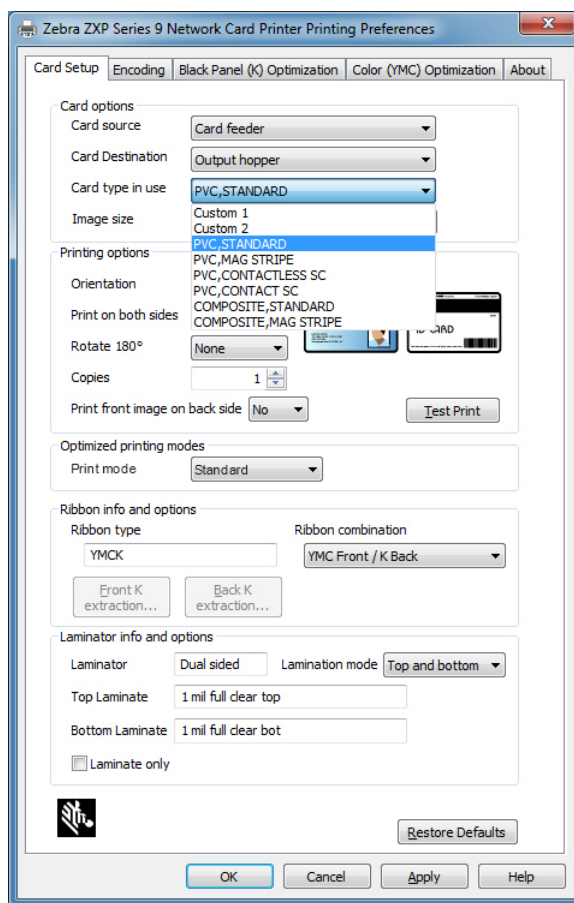 Zebra ZXP Series 9 Network Card Printer Printing Preferences
Card Setup Encoding Black Panel (K) Optimization Color (YMC) Optimization About
Card options
Card source Card feeder
Card Destination Output hopper
Card type in use PVC,STANDARD
Image size
Custom 1
Custom 2
PVC,STANDARD
PVC,MAG STRIPE
PVC,CONTACTLESS SC
PVC,CONTACT SC
COMPOSITE,STANDARD
COMPOSITE,MAG STRIPE
Printing options
Orientation
Print on both sides
ID CARD
Rotate 180° None
Copies 1
Print front image on back side No Test Print
Optimized printing modes
Print mode Standard
Ribbon info and options
Ribbon type Ribbon combination
YMCK YMC Front / K Back
Front K extraction... Back K extraction...
Laminator info and options
Laminator Dual sided Lamination mode Top and bottom
Top Laminate 1 mil full clear top
Bottom Laminate 1 mil full clear bot
Laminate only
Restore Defaults
OK Cancel Apply Help